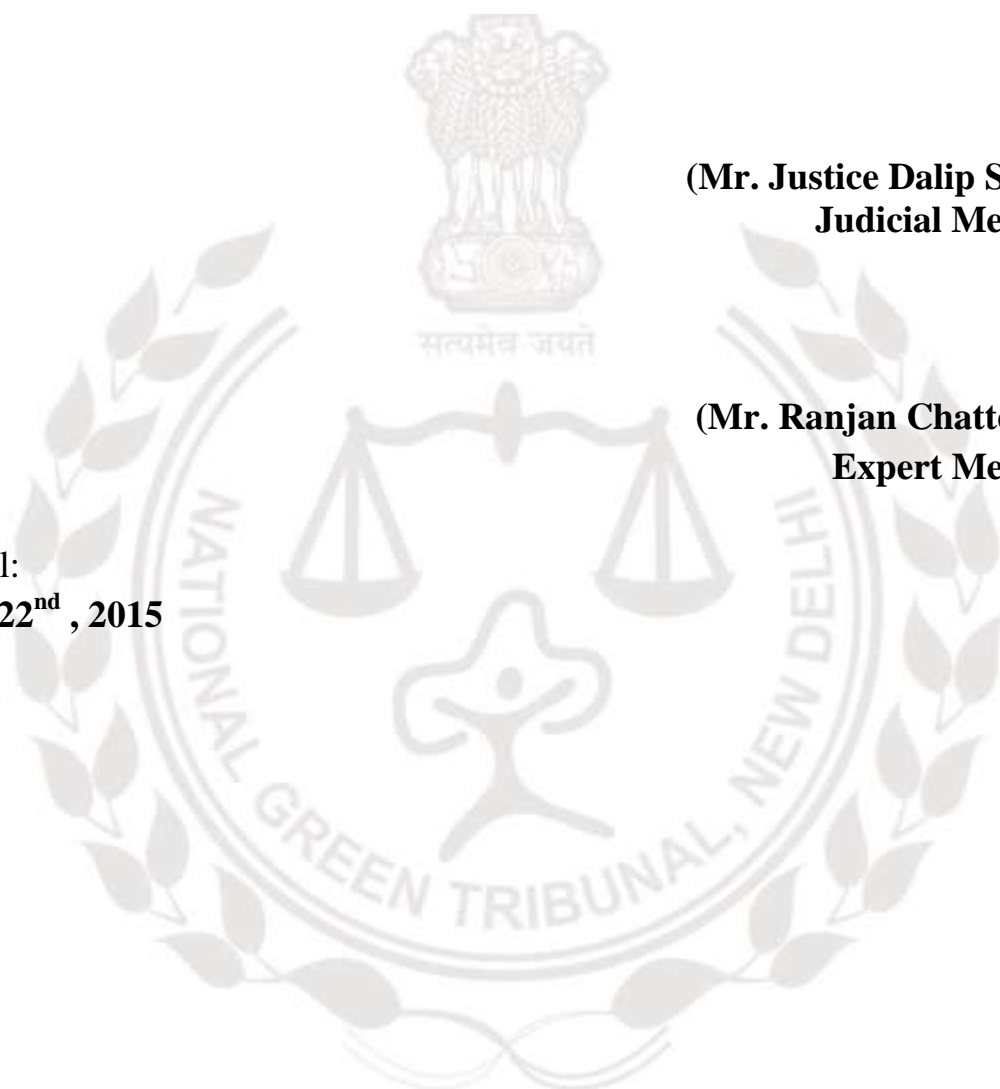 (Mr. Justice Dalip S
Judicial Me
सत्यमेव जयते
(Mr. Ranjan Chatt
Expert Me
l:
22nd , 2015
NATIONAL GREEN TRIBUNAL, NEW DELHI